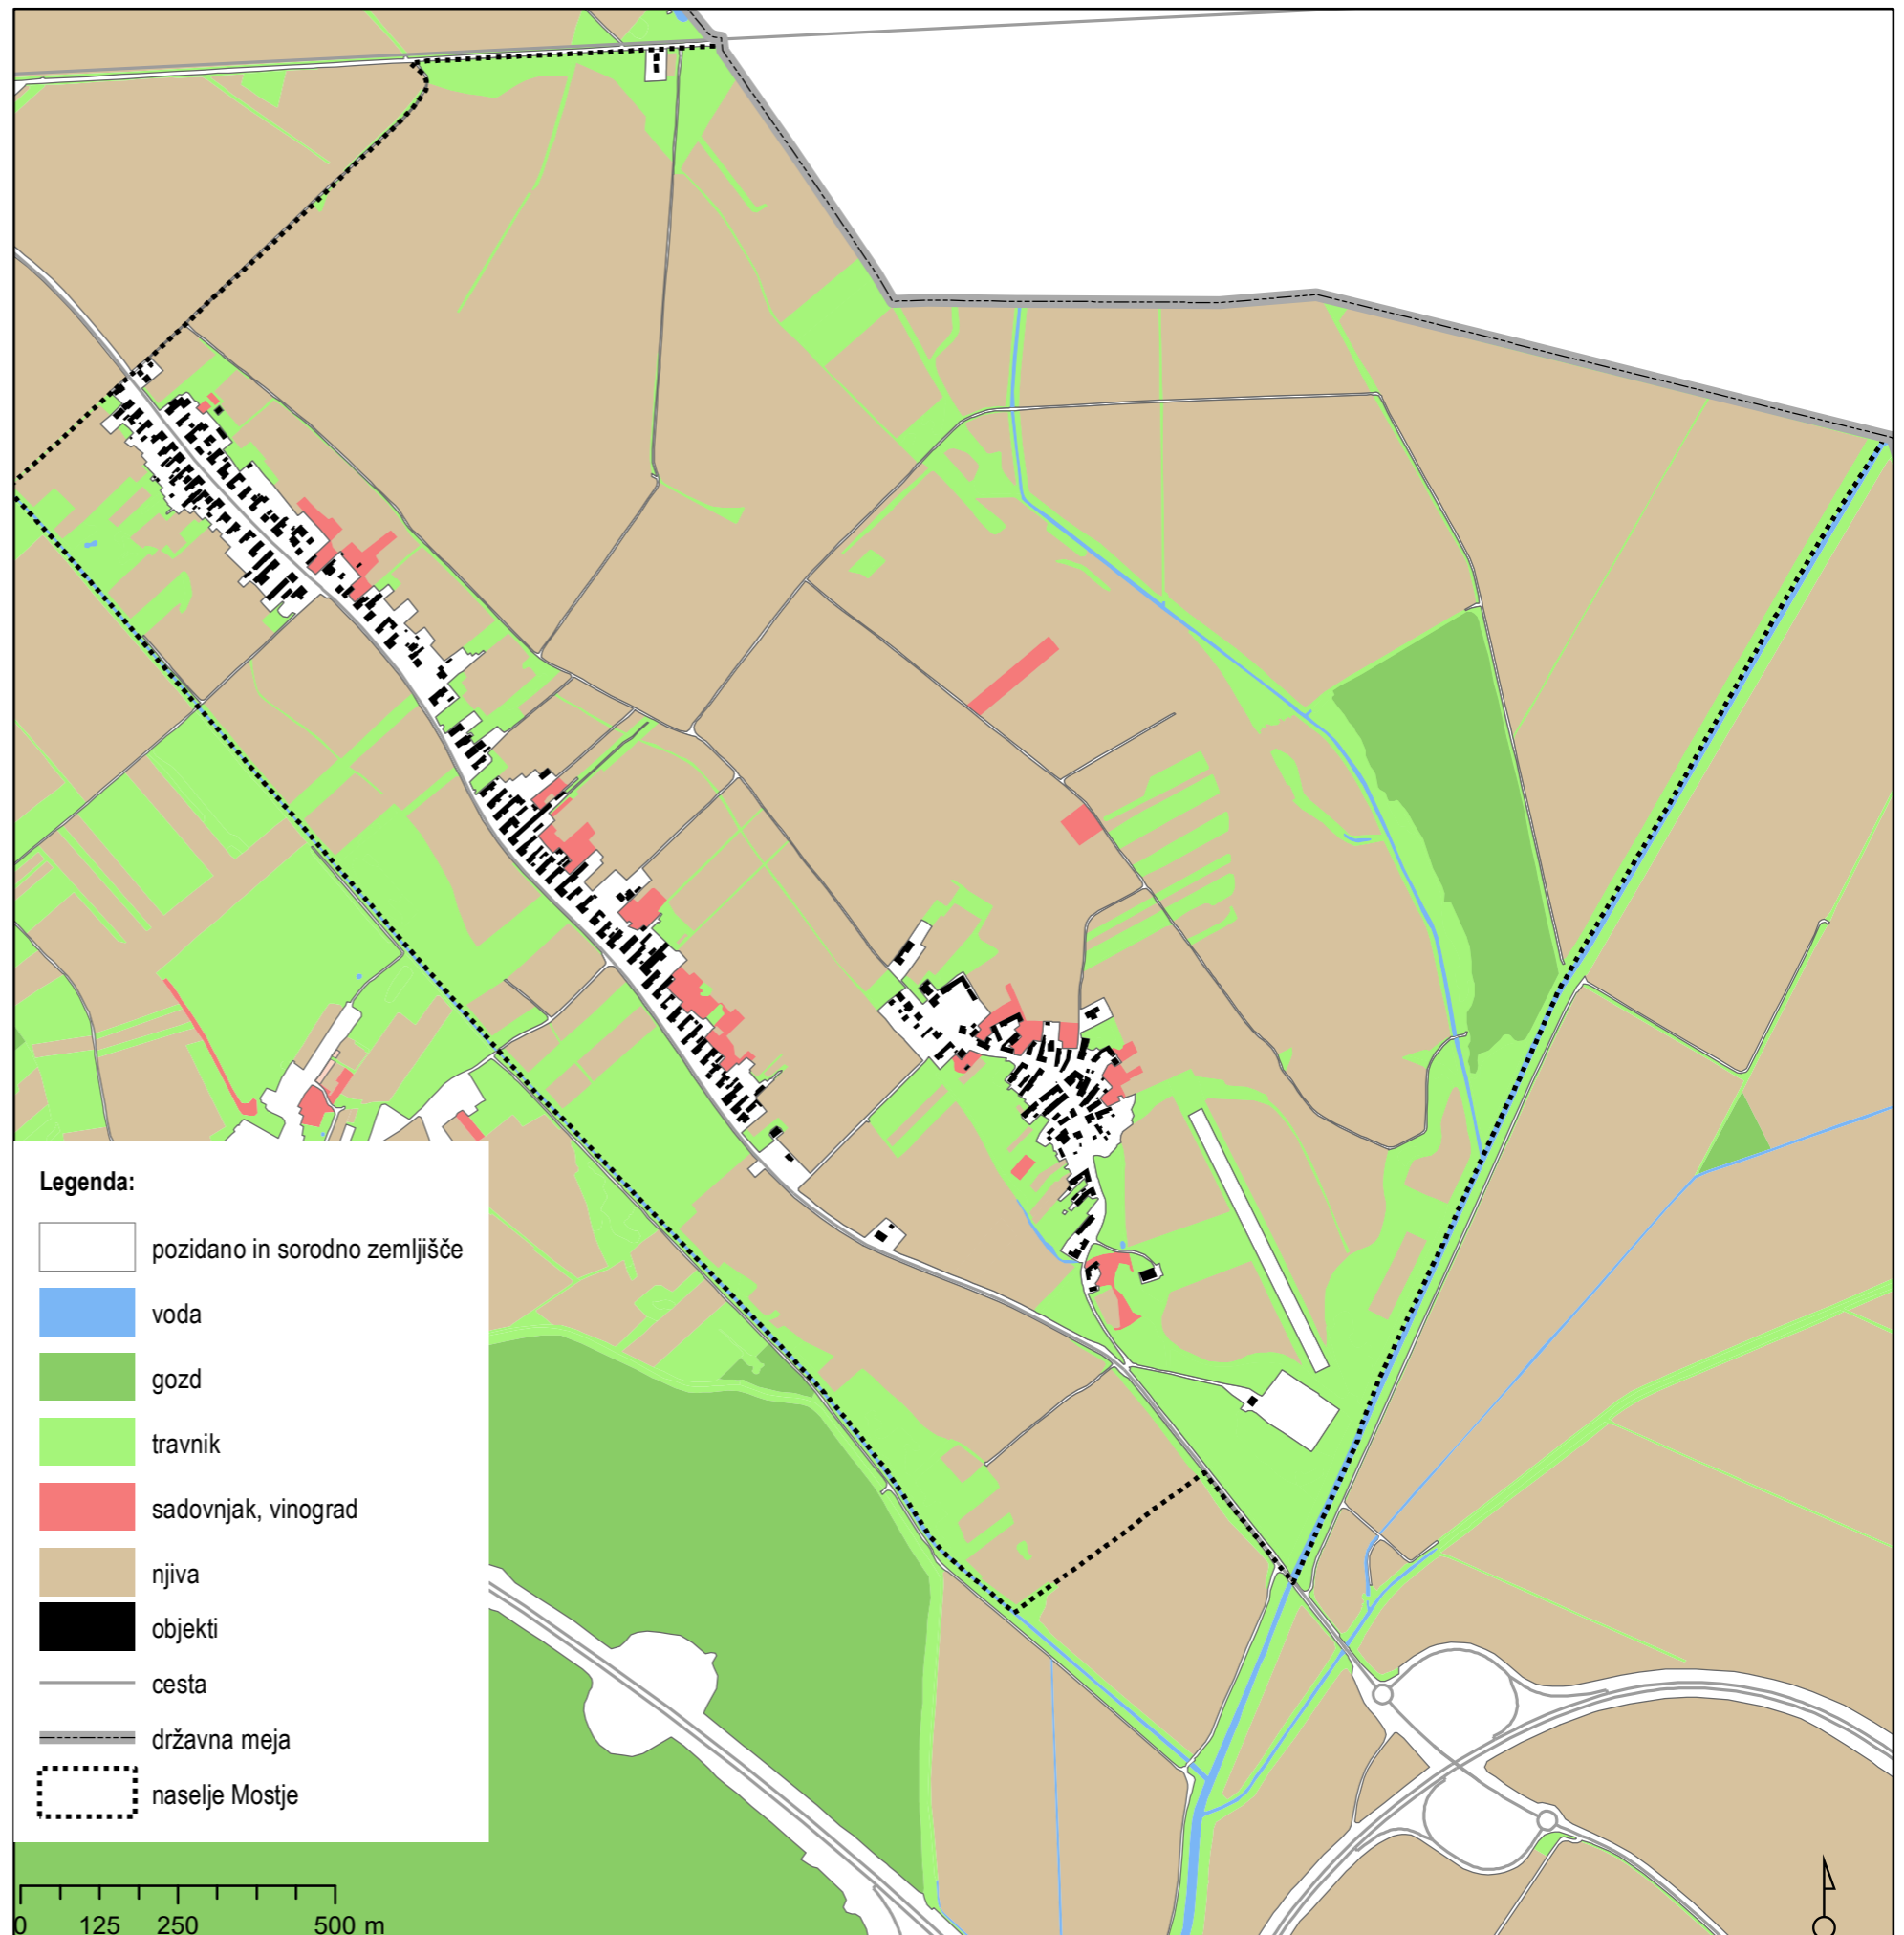 Legenda:
pozidano in sorodno zemljišče
voda
gozd
travnik
sadovnjak, vinograd
njiva
objekti
cesta
državna meja
naselje Mostje
0 125 250 500 m